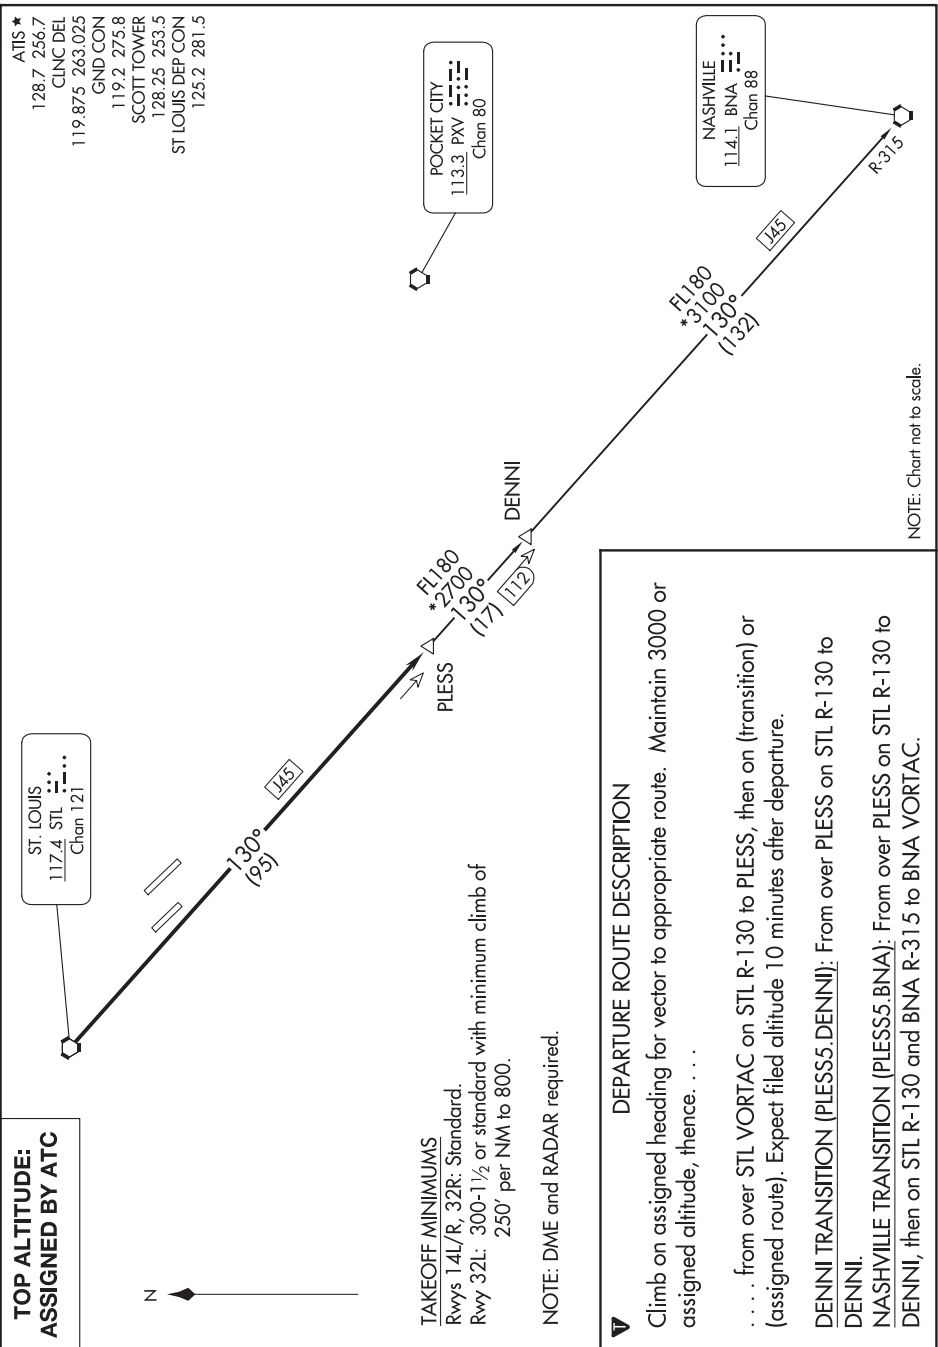 TOP ALTITUDE:
ASSIGNED BY ATC
ATIS ★
128.7 256.7
CLNC DEL
119.875 263.025
GND CON
119.2 275.8
SCOTT TOWER
128.25 253.5
ST LOUIS DEP CON
125.2 281.5
N
ST. LOUIS
117.4 STL
Chan 121
130°
(95)
J45
PLESS
FL180
*2700
130°
(17)
112
DENNI
POCKET CITY
113.3 PXV
Chan 80
FL180
*3100
130°
(132)
J45
NASHVILLE
114.1 BNA
Chan 88
R-315
TAKEOFF MINIMUMS
Rwys 14L/R, 32R: Standard.
Rwy 32L: 300-1½ or standard with minimum climb of
250' per NM to 800.
NOTE: DME and RADAR required.
NOTE: Chart not to scale.
T
DEPARTURE ROUTE DESCRIPTION
Climb on assigned heading for vector to appropriate route. Maintain 3000 or
assigned altitude, thence. . . .
. . . . from over STL VORTAC on STL R-130 to PLESS, then on (transition) or
(assigned route). Expect filed altitude 10 minutes after departure.
DENNI TRANSITION (PLESS5.DENNI): From over PLESS on STL R-130 to
DENNI.
NASHVILLE TRANSITION (PLESS5.BNA): From over PLESS on STL R-130 to
DENNI, then on STL R-130 and BNA R-315 to BNA VORTAC.